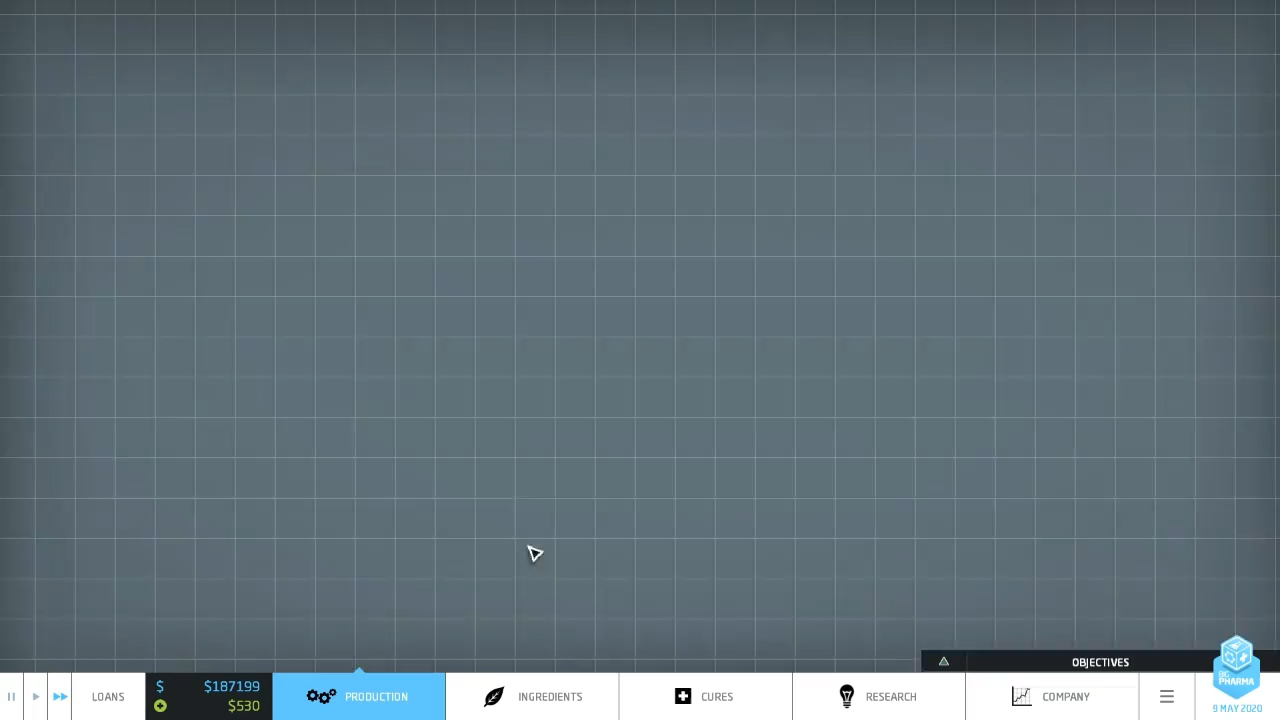 OBJECTIVES
LOANS
$ $187199
$530
PRODUCTION
INGREDIENTS
CURES
RESEARCH
COMPANY
BIG
PHARMA
9 MAY 2020